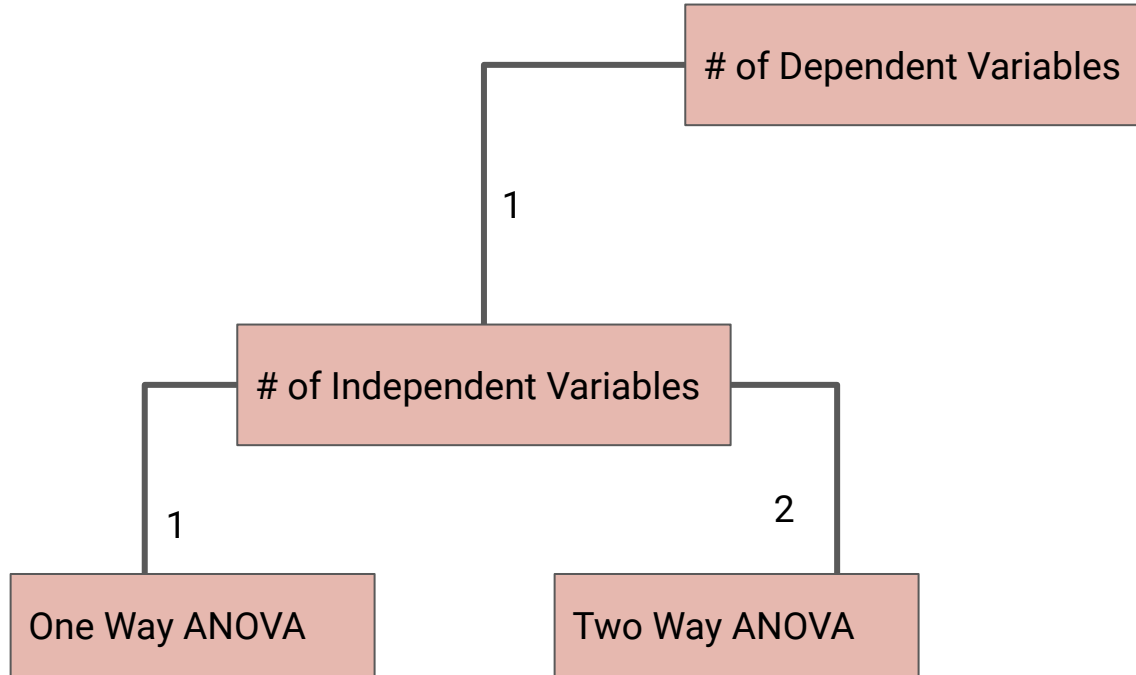 # of Dependent Variables
1
# of Independent Variables
1
2
One Way ANOVA
Two Way ANOVA